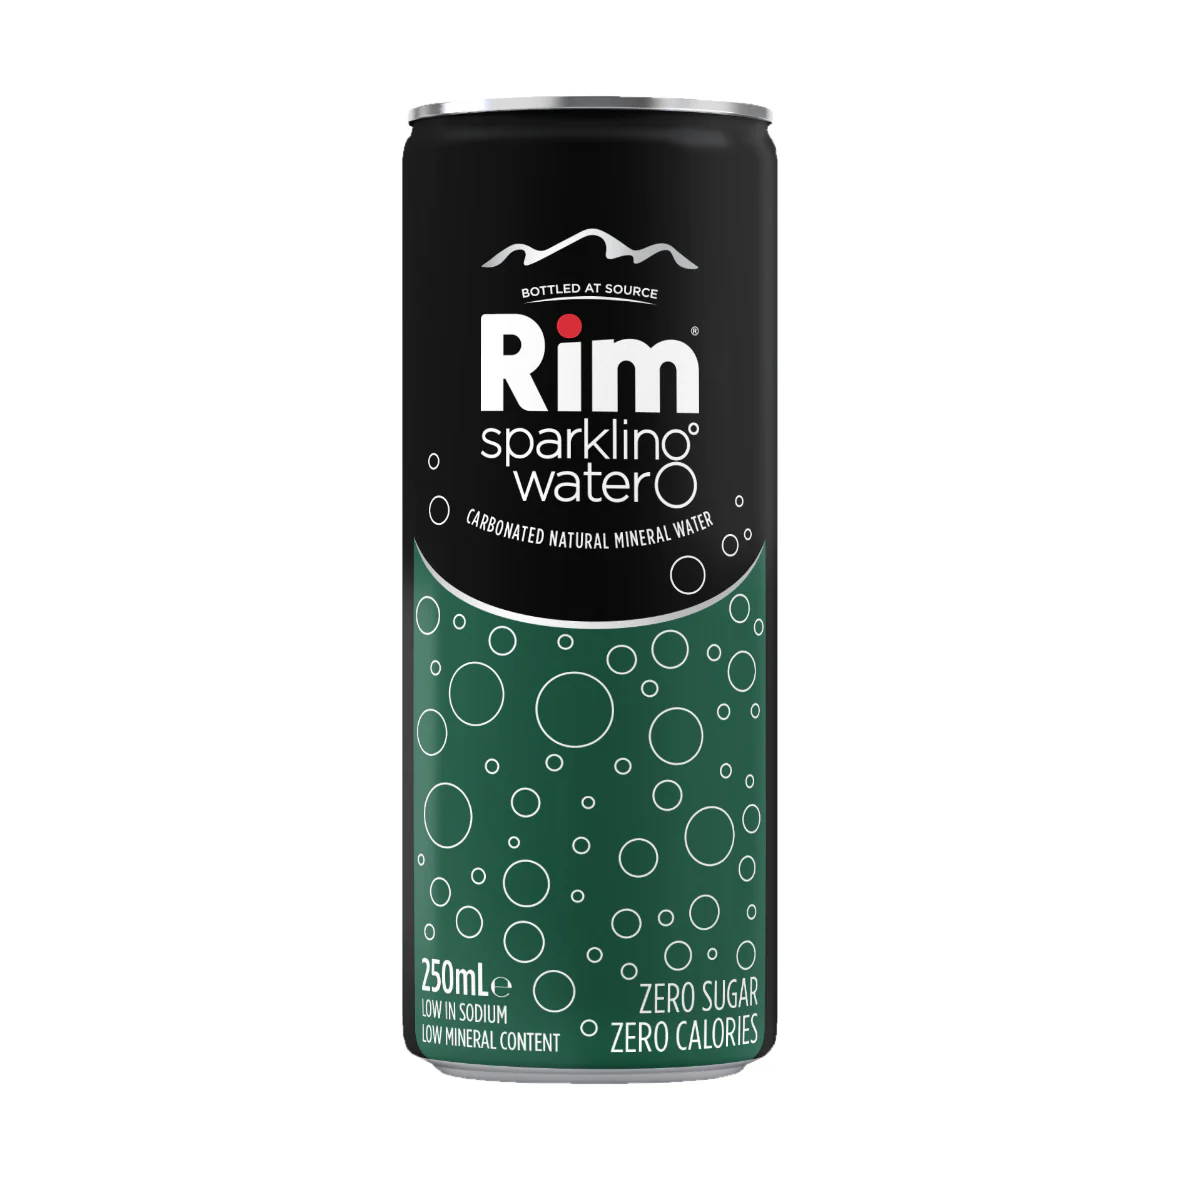 BOTTLED AT SOURCE
Rim®
sparkling
water
CARBONATED NATURAL MINERAL WATER
250mL℮
LOW IN SODIUM
LOW MINERAL CONTENT
ZERO SUGAR
ZERO CALORIES